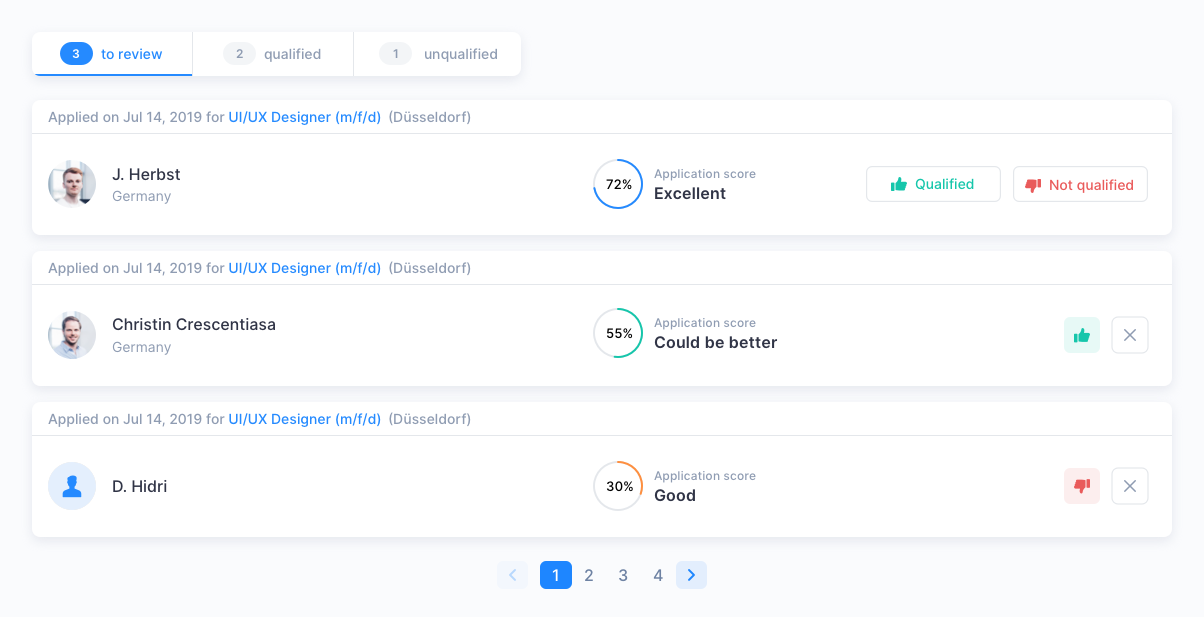 3 to review 2 qualified 1 unqualified
Applied on Jul 14, 2019 for UI/UX Designer (m/f/d) (Düsseldorf)
J. Herbst
Germany
72%
Application score
Excellent
Qualified
Not qualified
Applied on Jul 14, 2019 for UI/UX Designer (m/f/d) (Düsseldorf)
Christin Crescentiasa
Germany
55%
Application score
Could be better
Applied on Jul 14, 2019 for UI/UX Designer (m/f/d) (Düsseldorf)
D. Hidri
30%
Application score
Good
1 2 3 4